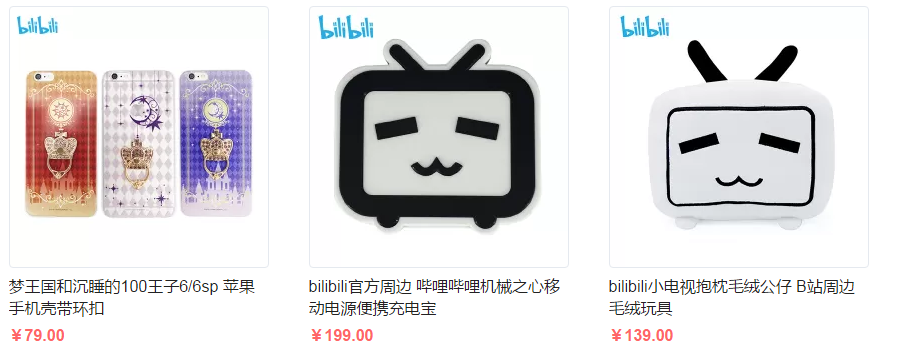 bilibili
bilibili
bilibili
梦王国和沉睡的100王子6/6sp 苹果
手机壳带环扣
￥79.00
bilibili官方周边 哔哩哔哩机械之心移
动电源便携充电宝
￥199.00
bilibili小电视抱枕毛绒公仔 B站周边
毛绒玩具
￥139.00